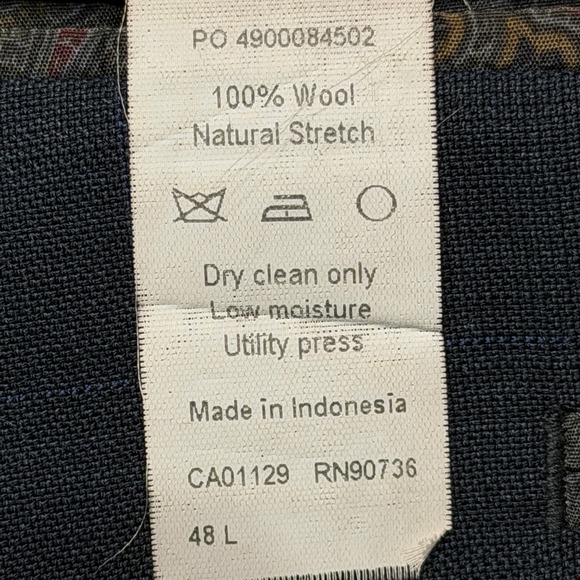 PO 4900084502
100% Wool
Natural Stretch
Dry clean only
Low moisture
Utility press
Made in Indonesia
CA01129 RN90736
48 L